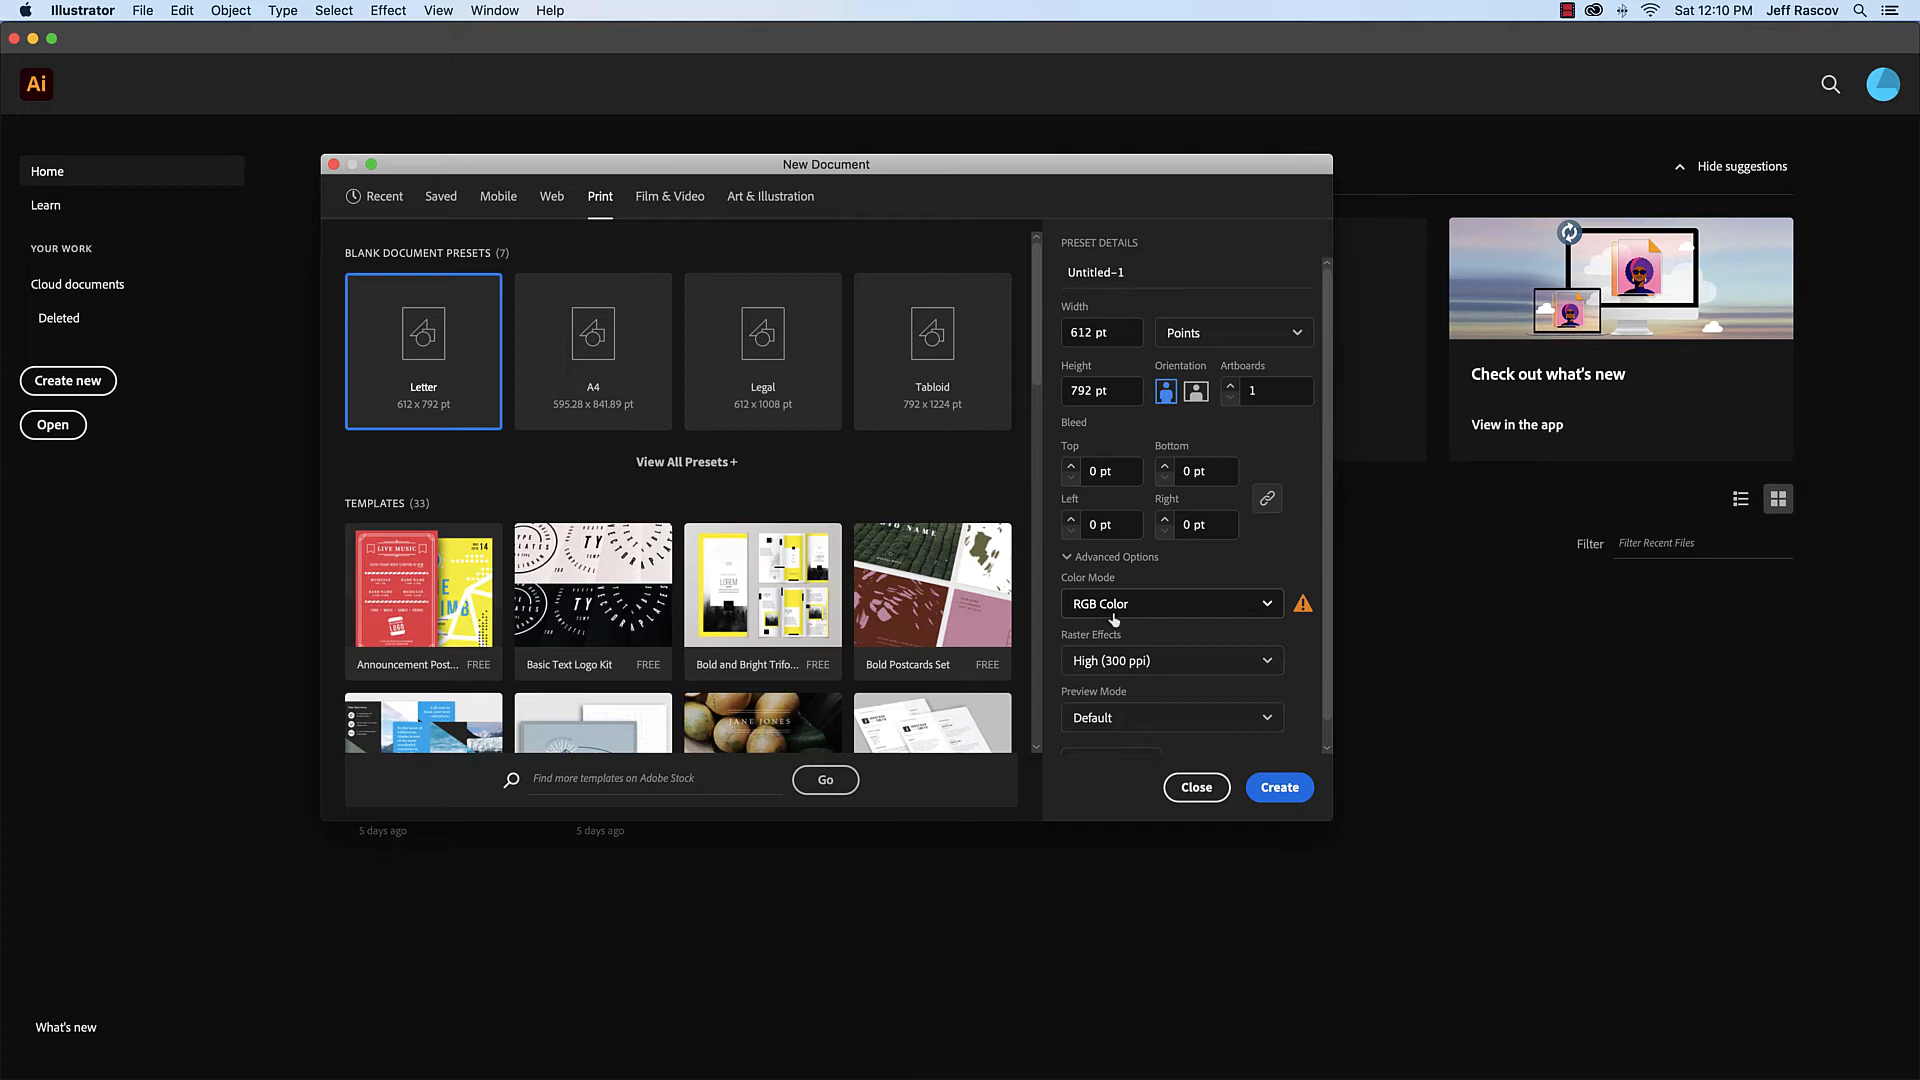 Illustrator File Edit Object Type Select Effect View Window Help Sat 12:10 PM Jeff Rascov
Ai
Home
Learn
YOUR WORK
Cloud documents
Deleted
Create new
Open
What's new
Hide suggestions
New Document
Recent Saved Mobile Web Print Film & Video Art & Illustration
BLANK DOCUMENT PRESETS (7)
Letter
612 x 792 pt
A4
595.28 x 841.89 pt
Legal
612 x 1008 pt
Tabloid
792 x 1224 pt
View All Presets +
TEMPLATES (33)
LIVE MUSIC
LOGO
NOV 14
LOREM
JANE JONES
Announcement Post... FREE
Basic Text Logo Kit FREE
Bold and Bright Trifo... FREE
Bold Postcards Set FREE
Find more templates on Adobe Stock
Go
PRESET DETAILS
Untitled-1
Width
612 pt Points
Height Orientation Artboards
792 pt 1
Bleed
Top Bottom
0 pt 0 pt
Left Right
0 pt 0 pt
Advanced Options
Color Mode
RGB Color
Raster Effects
High (300 ppi)
Preview Mode
Default
Close Create
5 days ago 5 days ago
Check out what's new
View in the app
Filter Filter Recent Files